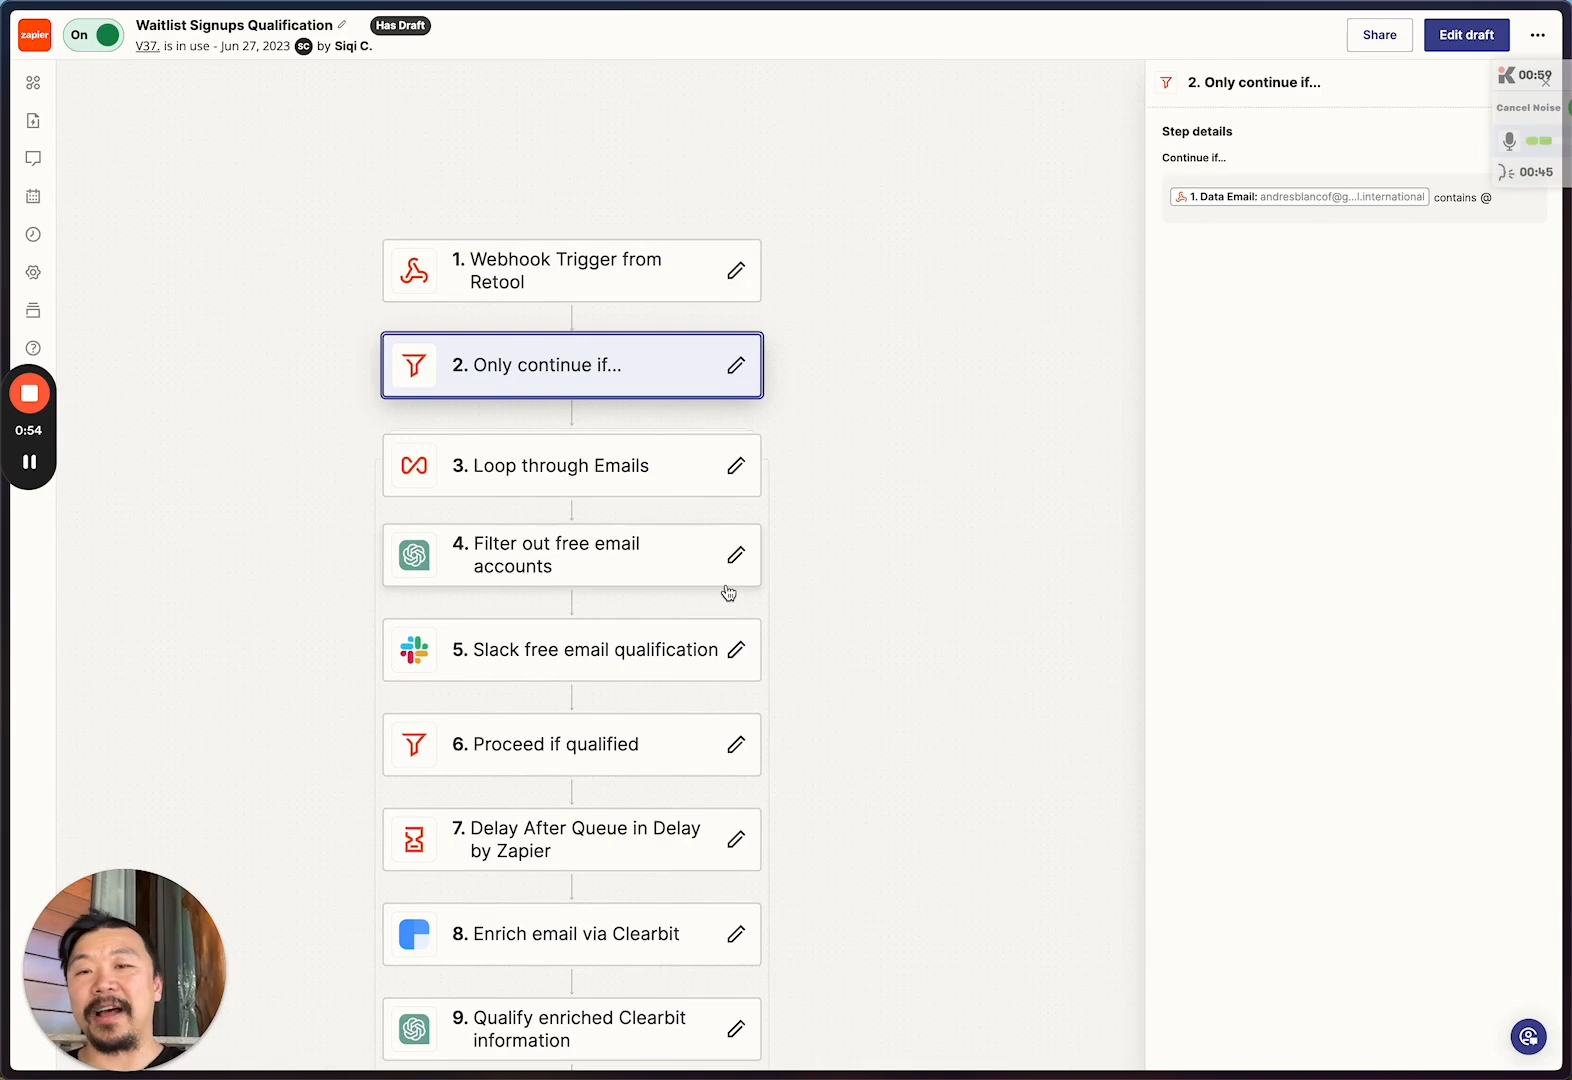 zapier
On
Waitlist Signups Qualification
Has Draft
V37. is in use - Jun 27, 2023 SC by Siqi C.
Share
Edit draft
2. Only continue if...
00:59
Cancel Noise
00:45
Step details
Continue if...
1. Data Email: andresblancof@g...l.international contains @
1. Webhook Trigger from
Retool
2. Only continue if...
3. Loop through Emails
4. Filter out free email
accounts
5. Slack free email qualification
6. Proceed if qualified
7. Delay After Queue in Delay
by Zapier
8. Enrich email via Clearbit
9. Qualify enriched Clearbit
information
0:54